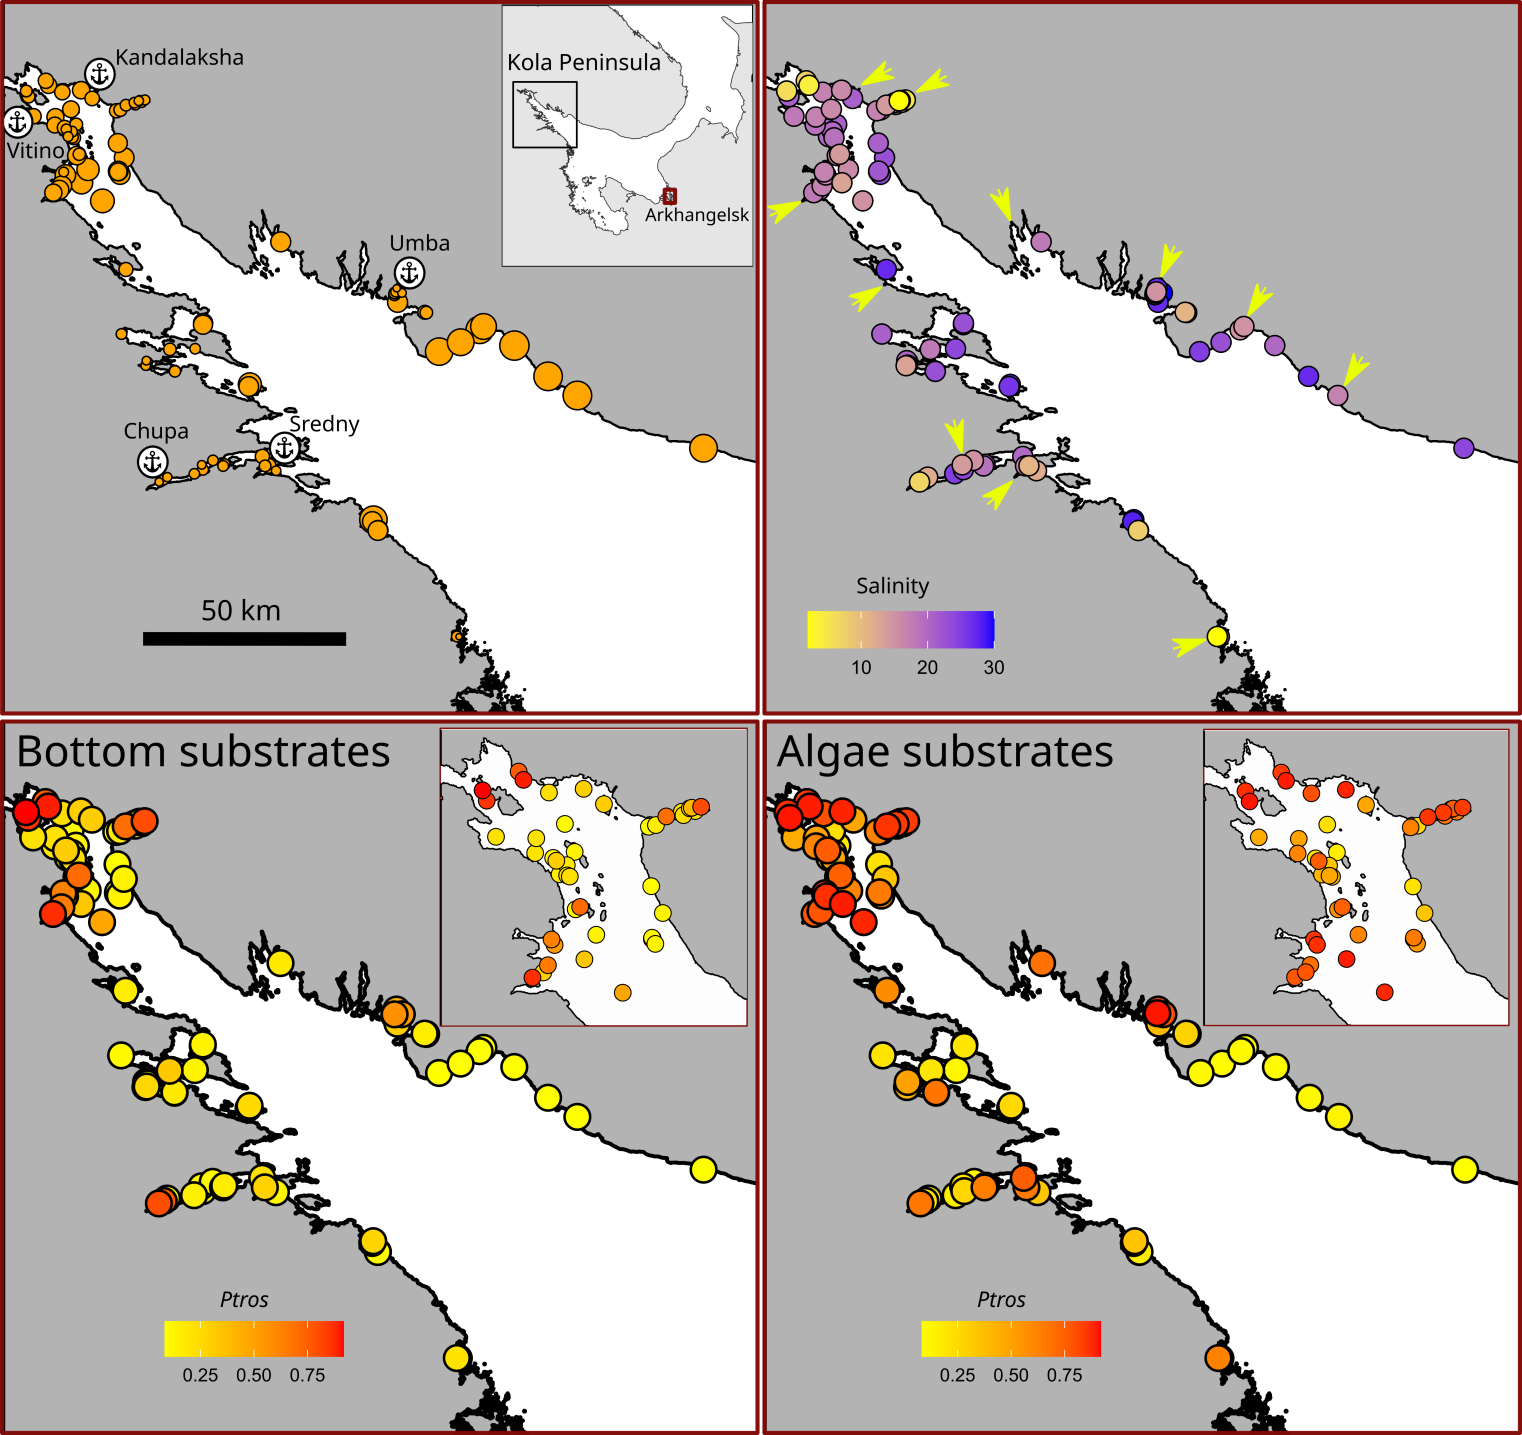 Kandalaksha
Vitino
Kola Peninsula
Arkhangelsk
Umba
Sredny
Chupa
50 km
Salinity
10 20 30
Bottom substrates
Ptros
0.25 0.50 0.75
Algae substrates
Ptros
0.25 0.50 0.75